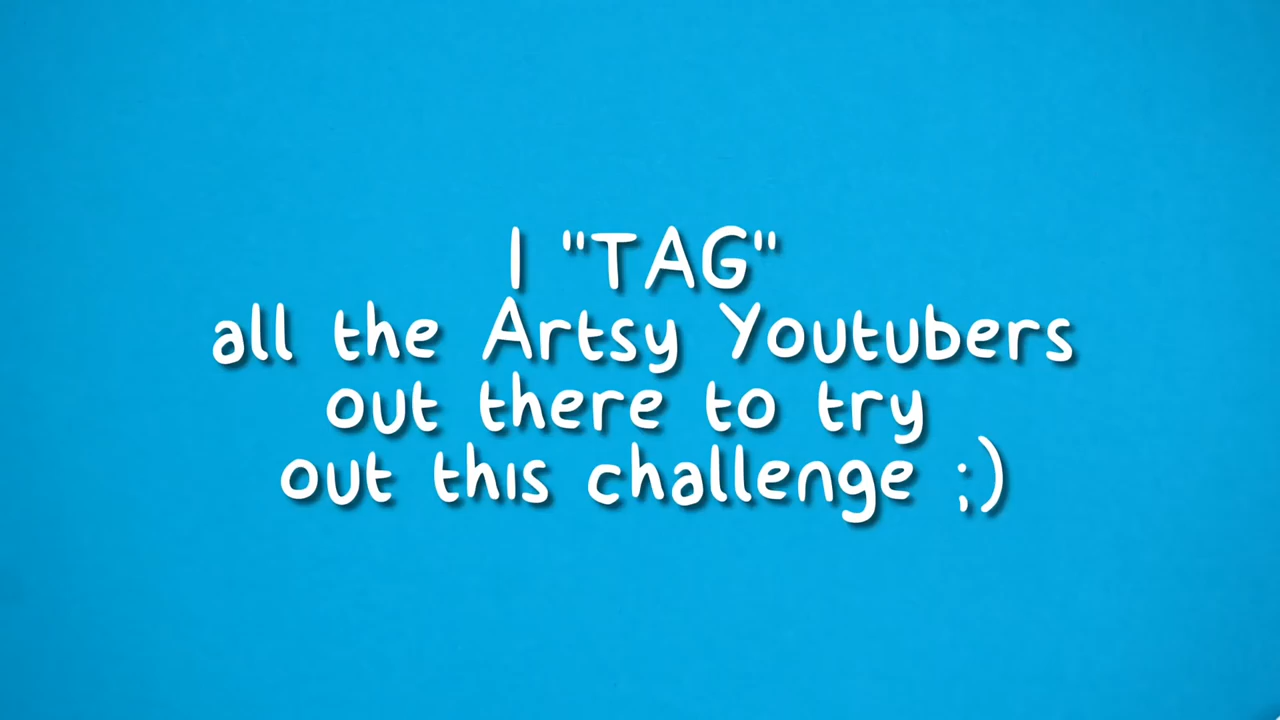 I "TAG"
all the Artsy Youtubers
out there to try
out this challenge ;)